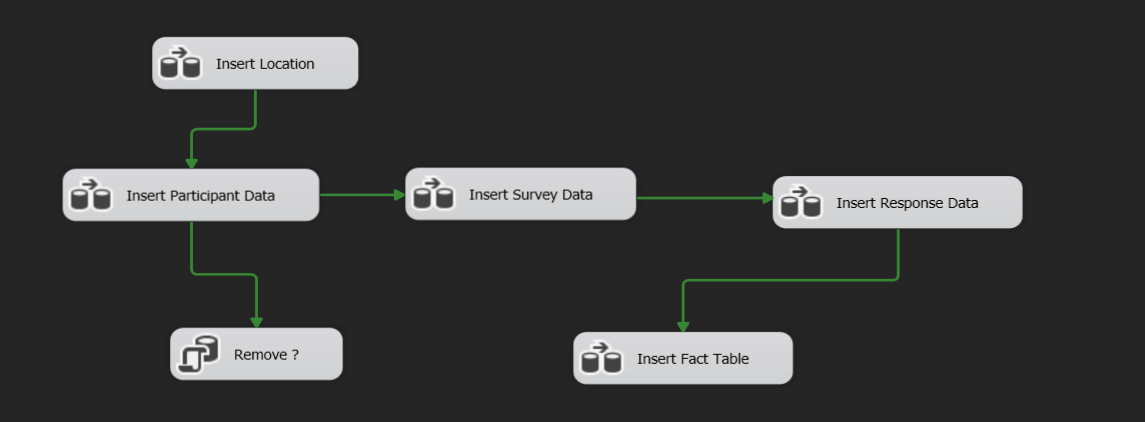 Insert Location
Insert Participant Data
Insert Survey Data
Insert Response Data
Remove ?
Insert Fact Table